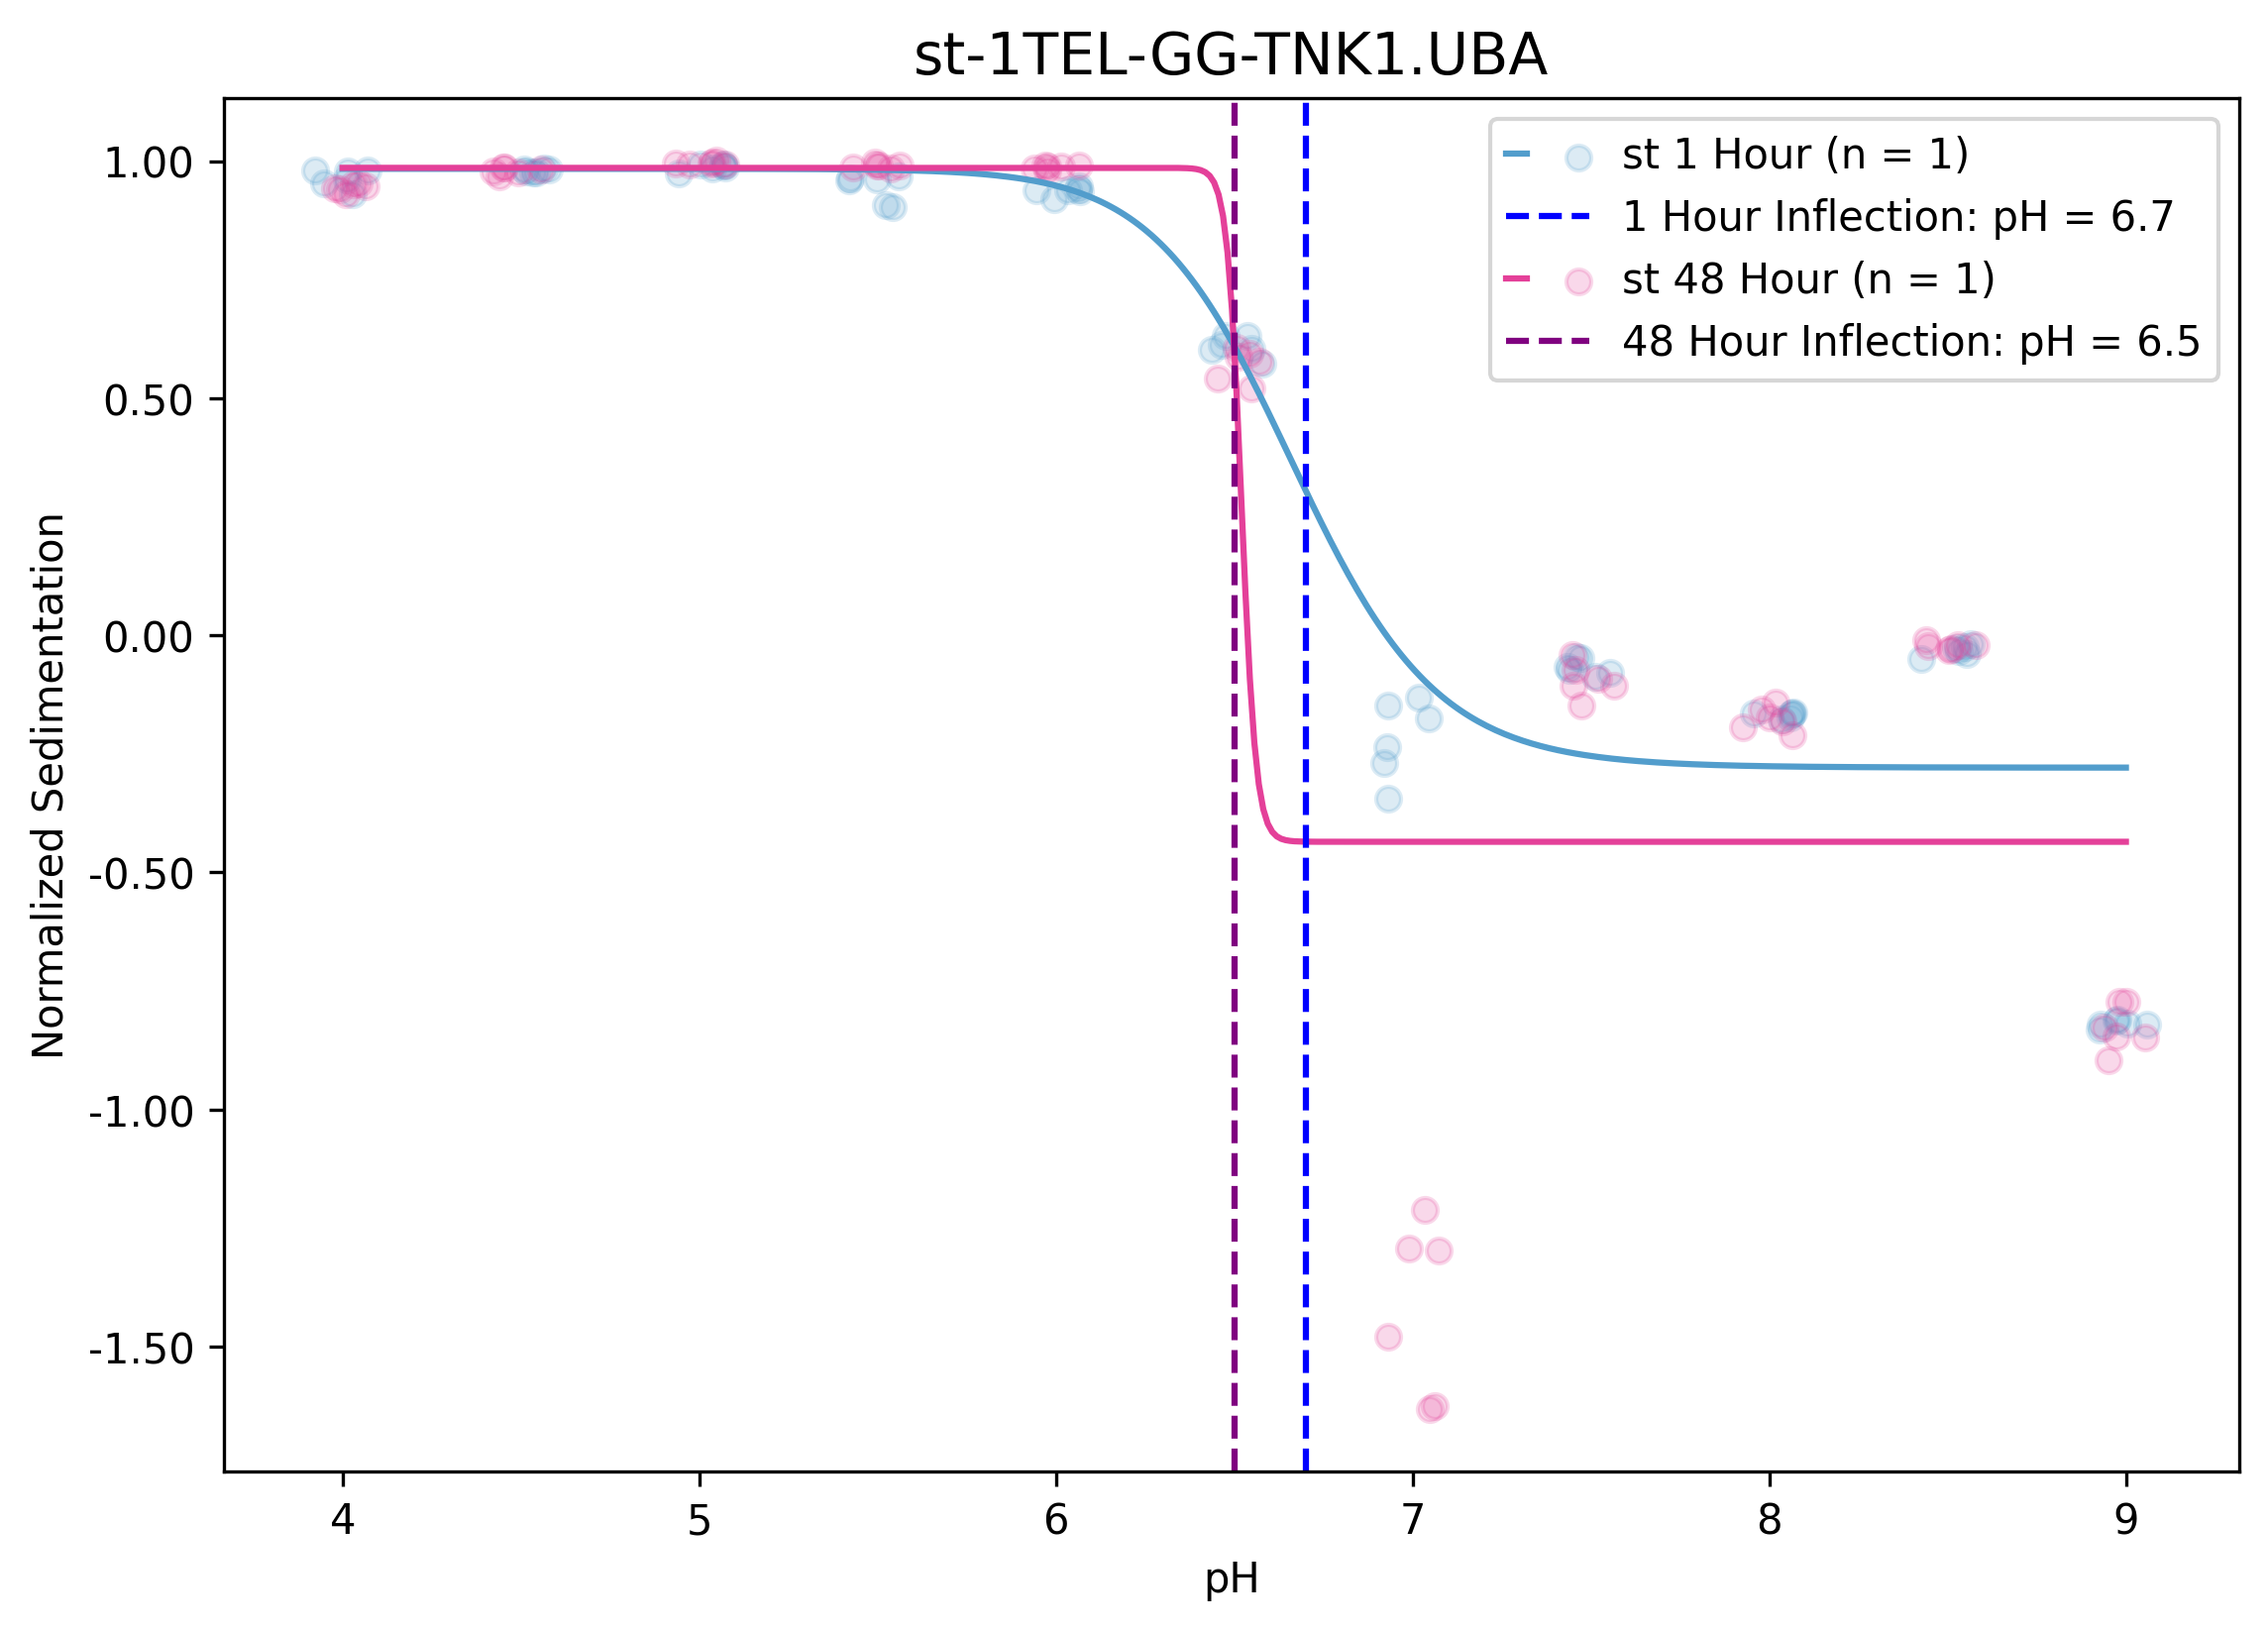 st-1TEL-GG-TNK1.UBA
st 1 Hour (n = 1)
1 Hour Inflection: pH = 6.7
st 48 Hour (n = 1)
48 Hour Inflection: pH = 6.5
Normalized Sedimentation
1.00
0.50
0.00
-0.50
-1.00
-1.50
4 5 6 7 8 9
pH